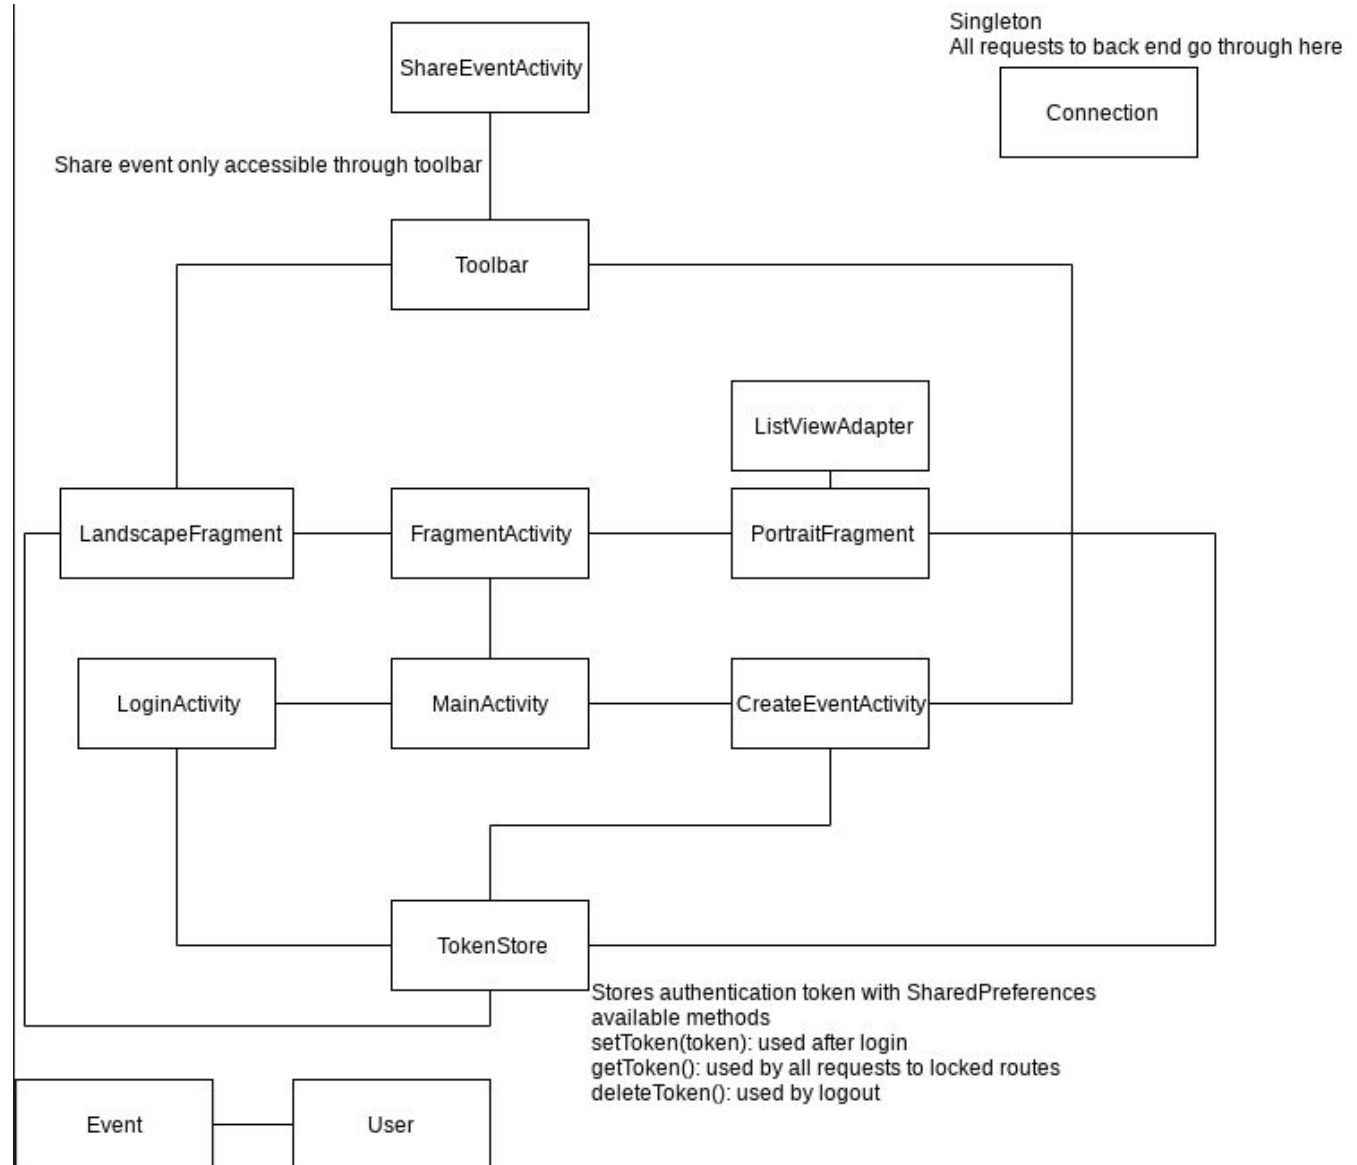 Singleton
All requests to back end go through here
ShareEventActivity
Connection
Share event only accessible through toolbar
Toolbar
ListViewAdapter
LandscapeFragment
FragmentActivity
PortraitFragment
LoginActivity
MainActivity
CreateEventActivity
TokenStore
Stores authentication token with SharedPreferences
available methods
setToken(token): used after login
getToken(): used by all requests to locked routes
deleteToken(): used by logout
Event
User